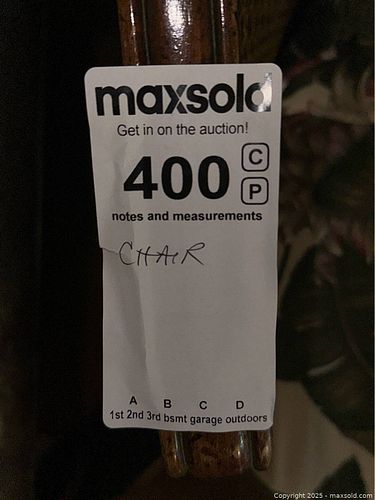 maxsold
Get in on the auction!
400
C
P
notes and measurements
CHAIR
A B C D
1st 2nd 3rd bsmt garage outdoors
Copyright 2025 - maxsold.com